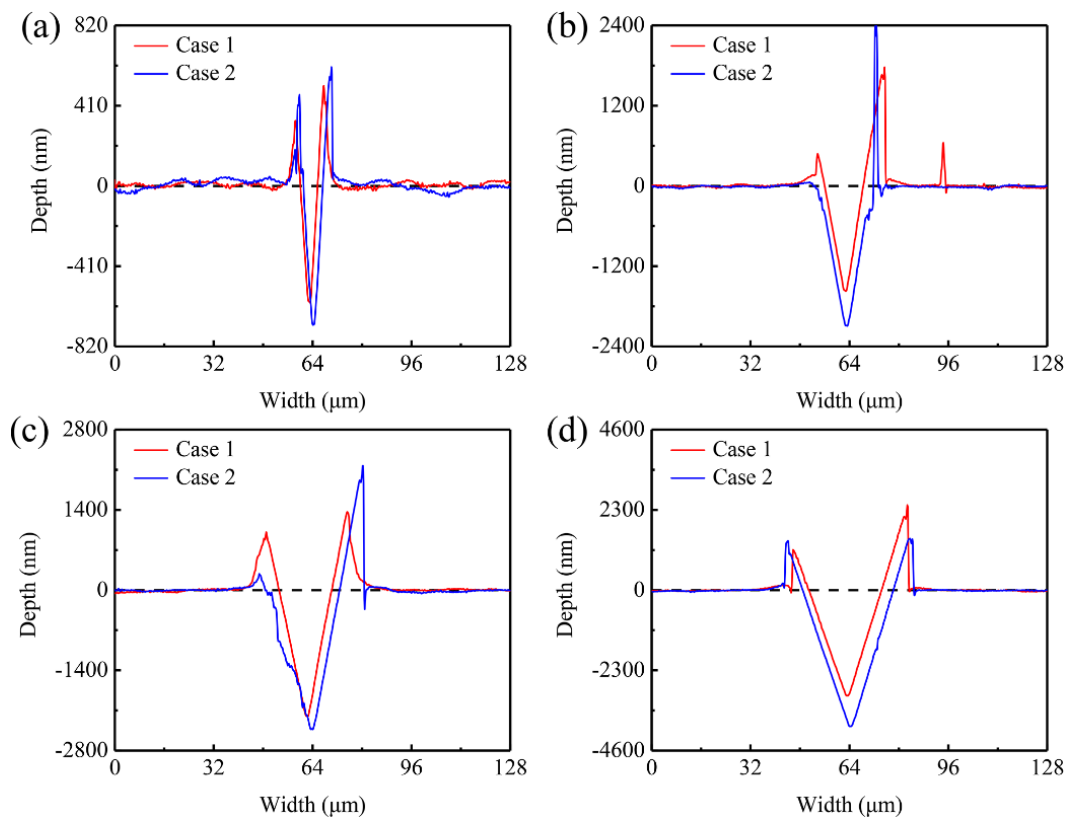 (a)
Case 1
Case 2
820
410
0
-410
-820
Depth (nm)
0 32 64 96 128
Width (μm)
(b)
Case 1
Case 2
2400
1200
0
-1200
-2400
Depth (nm)
0 32 64 96 128
Width (μm)
(c)
Case 1
Case 2
2800
1400
0
-1400
-2800
Depth (nm)
0 32 64 96 128
Width (μm)
(d)
Case 1
Case 2
4600
2300
0
-2300
-4600
Depth (nm)
0 32 64 96 128
Width (μm)